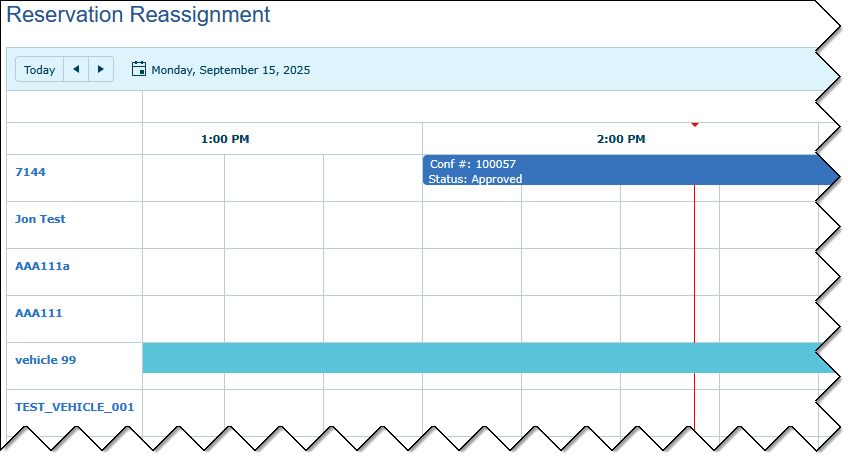 Reservation Reassignment
Today Monday, September 15, 2025
1:00 PM 2:00 PM
7144
Conf #: 100057
Status: Approved
Jon Test
AAA111a
AAA111
vehicle 99
TEST_VEHICLE_001